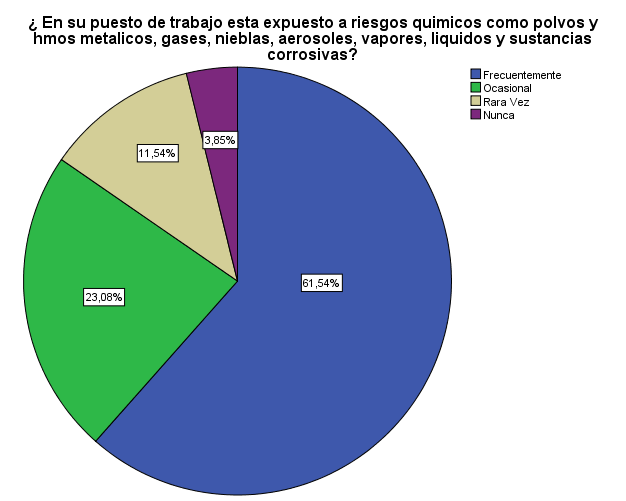 ¿ En su puesto de trabajo esta expuesto a riesgos quimicos como polvos y
hmos metalicos, gases, nieblas, aerosoles, vapores, liquidos y sustancias
corrosivas?
Frecuentemente
Ocasional
Rara Vez
Nunca
3,85%
11,54%
61,54%
23,08%